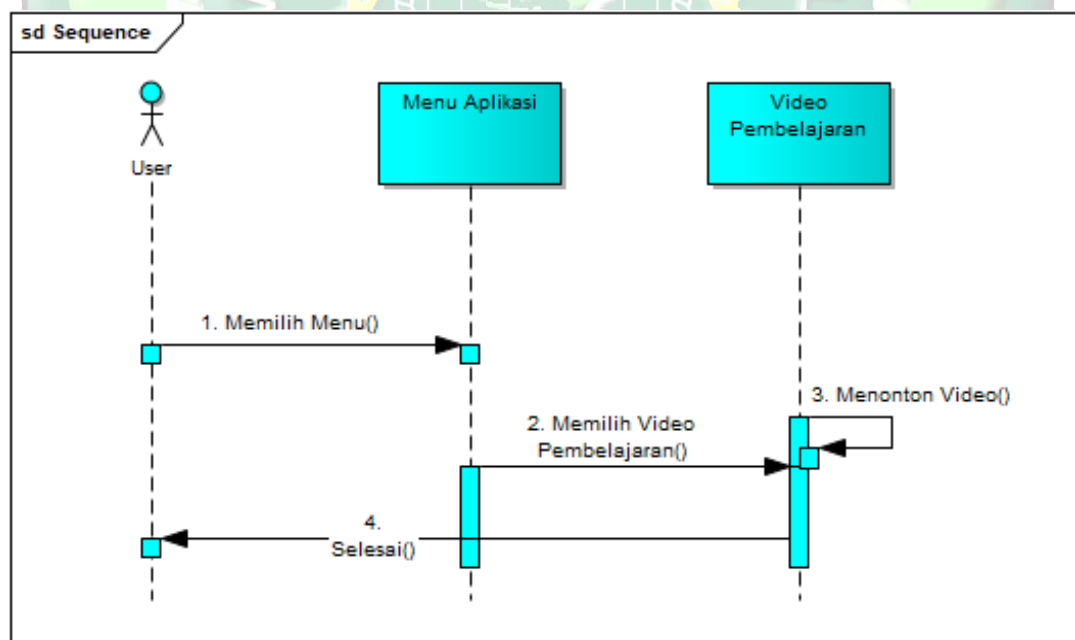 sd Sequence
Menu Aplikasi
Video
Pembelajaran
User
1. Memilih Menu()
3. Menonton Video()
2. Memilih Video
Pembelajaran()
4.
Selesai()